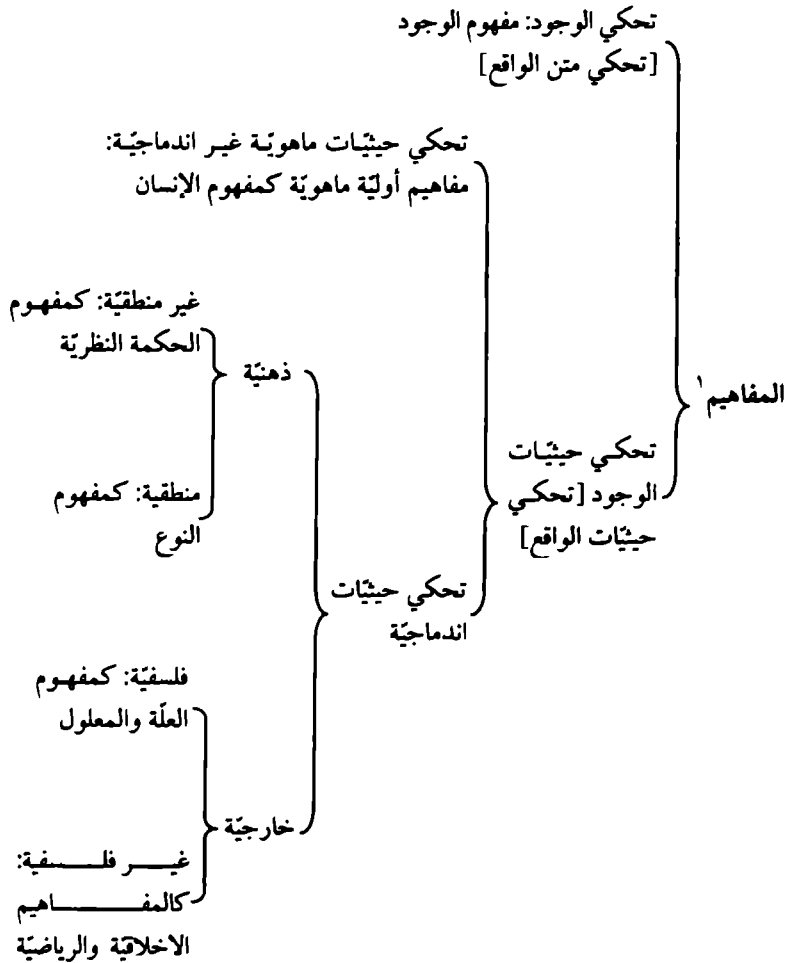 تحكي الوجود: مفهوم الوجود
[تحكي متن الواقع]
تحكي حيثيّات ماهويّة غير اندماجيّة:
مفاهيم أوليّة ماهويّة كمفهوم الإنسان
غير منطقيّة: كمفهوم
الحكمة النظريّة
ذهنيّة
المفاهيم١
تحكي حيثيّات
الوجود [تحكي
حيثيّات الواقع]
منطقية: كمفهوم
النوع
تحكي حيثيّات
اندماجيّة
فلسفيّة: كمفهوم
العلّة والمعلول
خارجيّة
غير فلسفية:
كالمفاهيم
الاخلاقيّة والرياضيّة